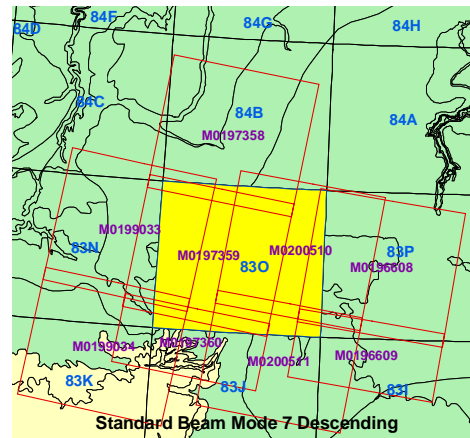 84F
84G
84H
84D
84C
84B
84A
M0197358
M0199033
83N
M0197359
M0200510
83P
83O
M0196608
M0199034
M0197360
M0200511
M0196609
83K
83J
83I
Standard Beam Mode 7 Descending